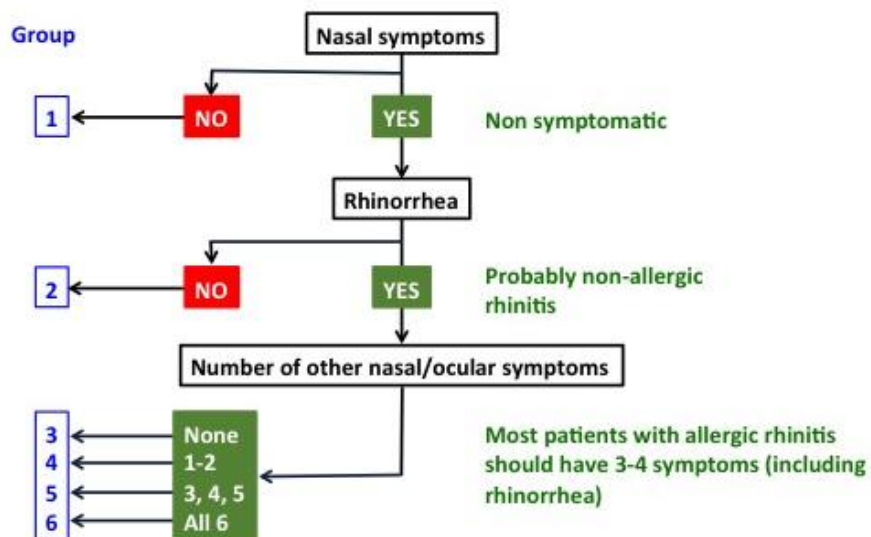 Group
Nasal symptoms
1
NO
YES
Non symptomatic
Rhinorrhea
2
NO
YES
Probably non-allergic
rhinitis
Number of other nasal/ocular symptoms
3
None
4
1-2
5
3, 4, 5
6
All 6
Most patients with allergic rhinitis
should have 3-4 symptoms (including
rhinorrhea)